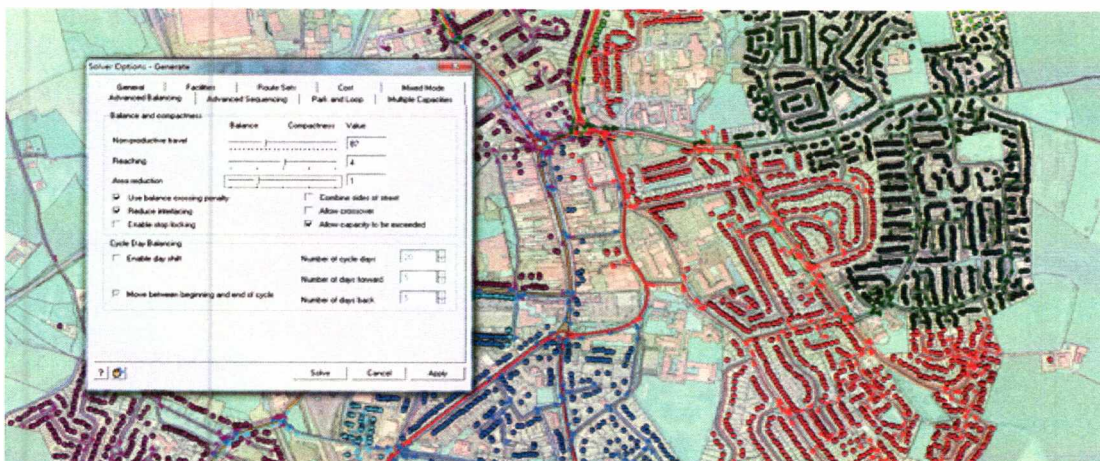 Solver Options - Generate
General Facilities Route Sets Cost Mixed Mode
Advanced Balancing Advanced Sequencing Park and Loop Multiple Capacities
Balance and compactness
Balance Compactness Value
Non-productive travel
Reaching 4
Area reduction 1
Use balance crossing penalty Combine sides of street
Reduce interlacing Allow crossover
Enable stop locking Allow capacity to be exceeded
Cycle Day Balancing
Enable day shift Number of cycle days
Number of days forward
Move between beginning and end of cycle Number of days back
? Solve Cancel Apply